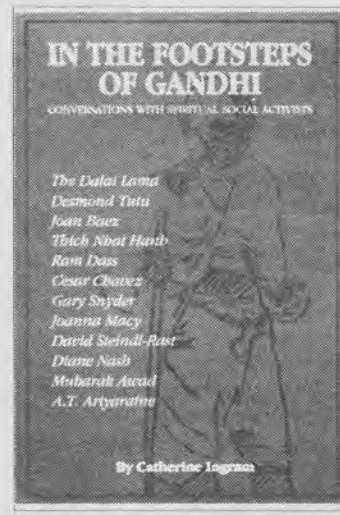 IN THE FOOTSTEPS
OF GANDHI
CONVERSATIONS WITH SPIRITUAL SOCIAL ACTIVISTS
The Dalai Lama
Desmond Tutu
Joan Baez
Thich Nhat Hanh
Ram Dass
Cesar Chavez
Gary Snyder
Joanna Macy
David Steindl-Rast
Diane Nash
Mubarak Awad
A.T. Ariyaratne
By Catherine Ingram